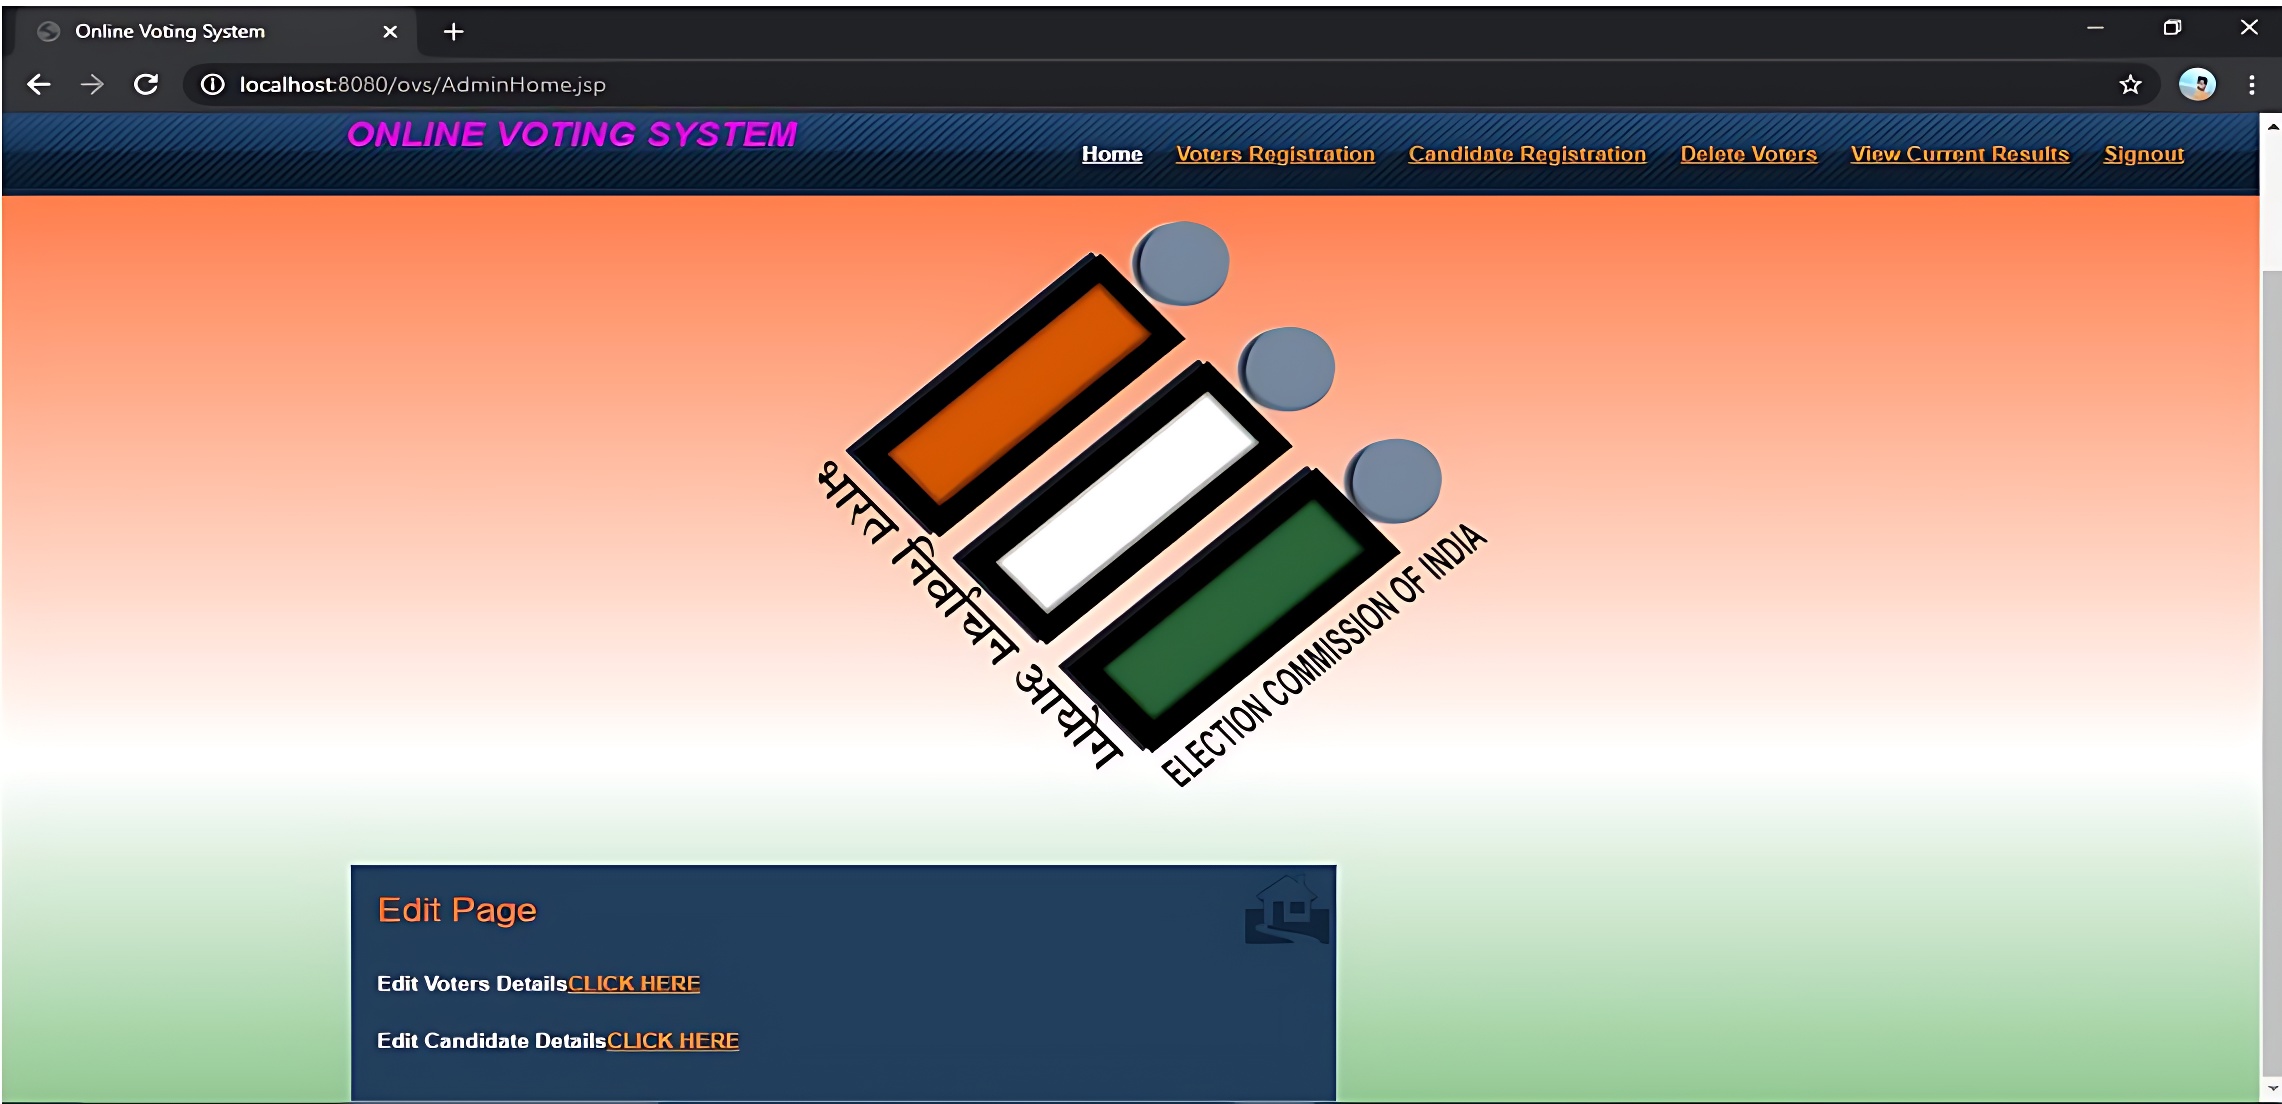 Online Voting System
localhost:8080/ovs/AdminHome.jsp
ONLINE VOTING SYSTEM
Home Voters Registration Candidate Registration Delete Voters View Current Results Signout
भारत निर्वाचन आयोग
ELECTION COMMISSION OF INDIA
Edit Page
Edit Voters DetailsCLICK HERE
Edit Candidate DetailsCLICK HERE